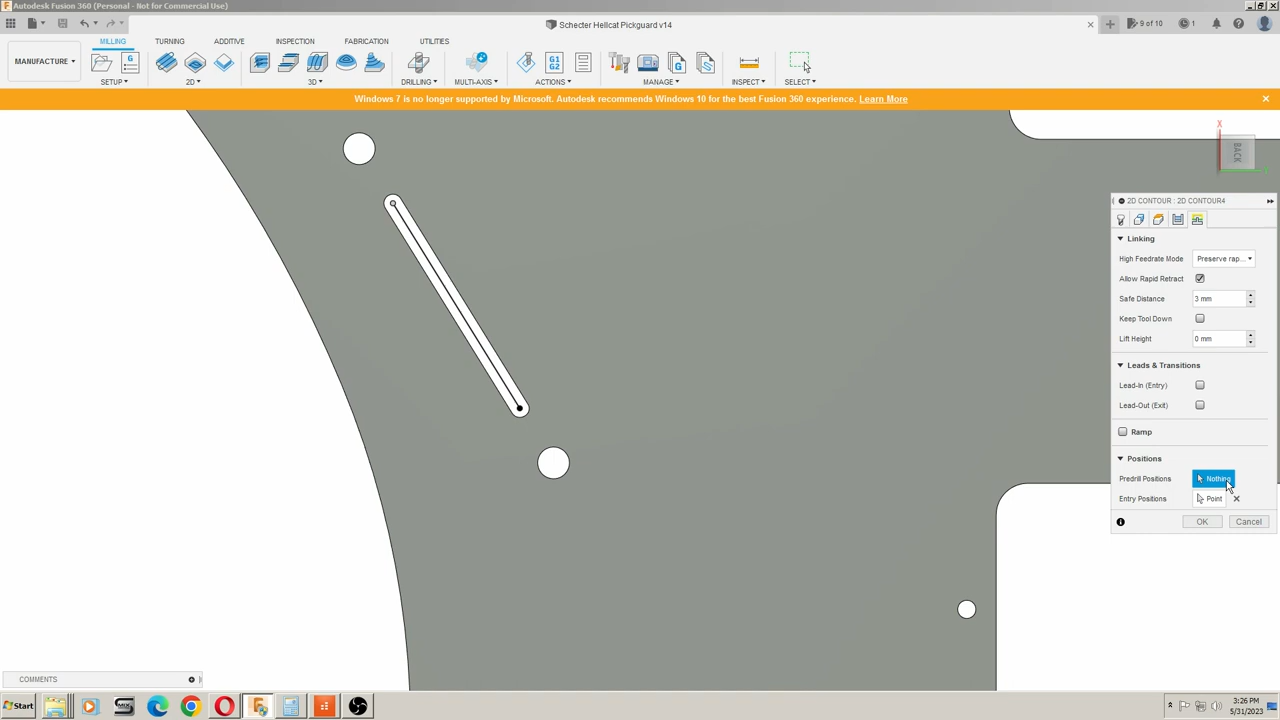 Autodesk Fusion 360 (Personal - Not for Commercial Use)
Schecter Hellcat Pickguard v14
9 of 10
1
MILLING
TURNING
ADDITIVE
INSPECTION
FABRICATION
UTILITIES
MANUFACTURE
G1
G2
SETUP
2D
3D
DRILLING
MULTI-AXIS
ACTIONS
MANAGE
INSPECT
SELECT
Windows 7 is no longer supported by Microsoft. Autodesk recommends Windows 10 for the best Fusion 360 experience. Learn More
X
BACK
2D CONTOUR : 2D CONTOUR4
Linking
High Feedrate Mode
Preserve rap...
Allow Rapid Retract
Safe Distance
3 mm
Keep Tool Down
Lift Height
0 mm
Leads & Transitions
Lead-In (Entry)
Lead-Out (Exit)
Ramp
Positions
Predrill Positions
Nothing
Entry Positions
Point
OK
Cancel
COMMENTS
Start
3:26 PM
5/31/2023